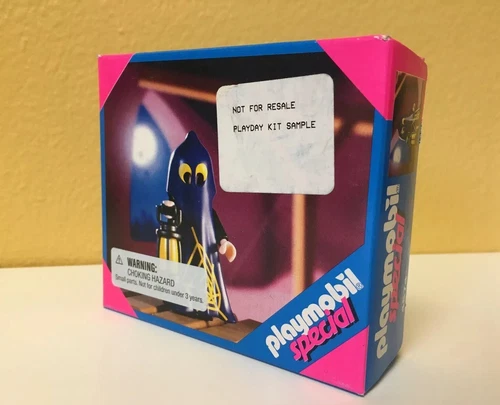 NOT FOR RESALE
PLAYDAY KIT SAMPLE
WARNING:
CHOKING HAZARD
Small parts. Not for children under 3 years.
playmobil®
special
playmobil
special